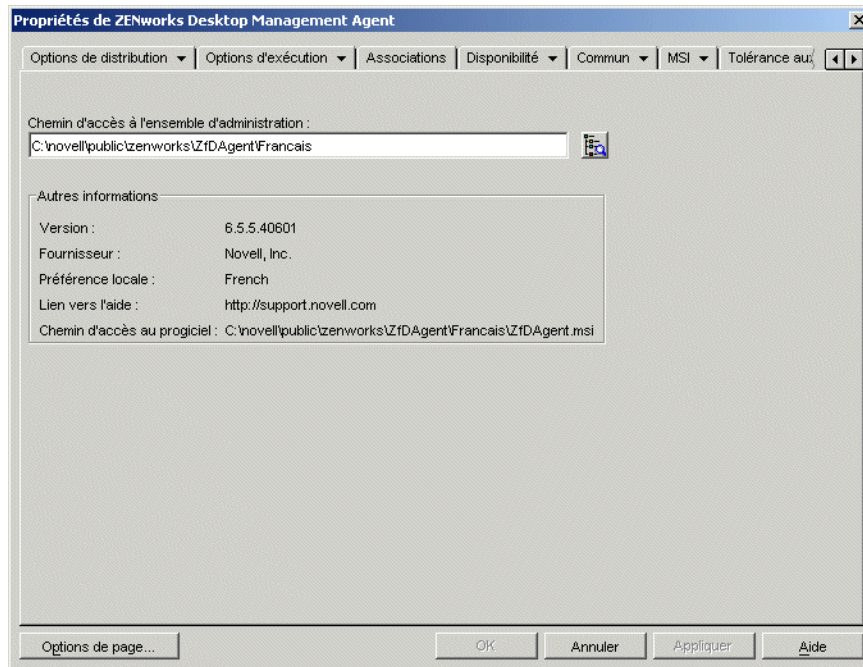 Propriétés de ZENworks Desktop Management Agent
Options de distribution
Options d'exécution
Associations
Disponibilité
Commun
MSI
Tolérance au
Chemin d'accès à l'ensemble d'administration :
C:\novell\public\zenworks\ZfDAgent\Francais
Autres informations
Version : 6.5.5.40601
Fournisseur : Novell, Inc.
Préférence locale : French
Lien vers l'aide : http://support.novell.com
Chemin d'accès au progiciel : C:\novell\public\zenworks\ZfDAgent\Francais\ZfDAgent.msi
Options de page...
OK
Annuler
Appliquer
Aide